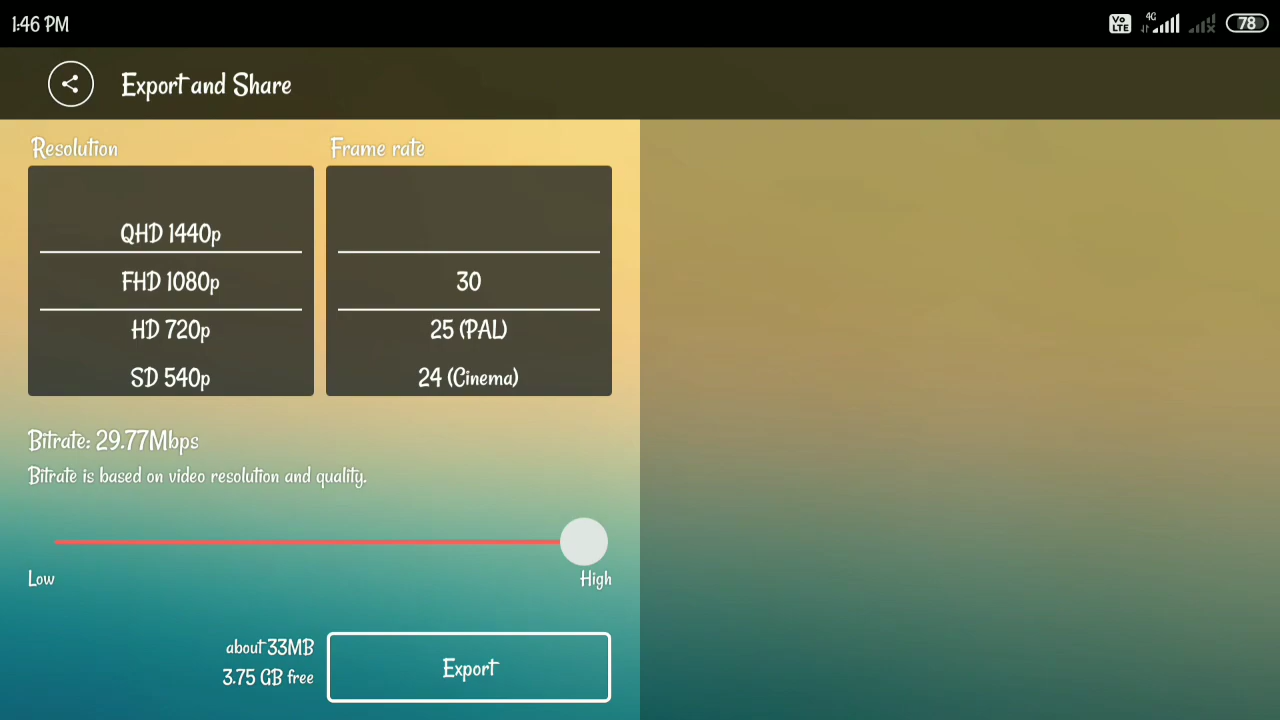 1:46 PM
Vo LTE
4G
78
Export and Share
Resolution
Frame rate
QHD 1440p
FHD 1080p
HD 720p
SD 540p
30
25 (PAL)
24 (Cinema)
Bitrate: 29.77Mbps
Bitrate is based on video resolution and quality.
Low
High
about 33MB
3.75 GB free
Export